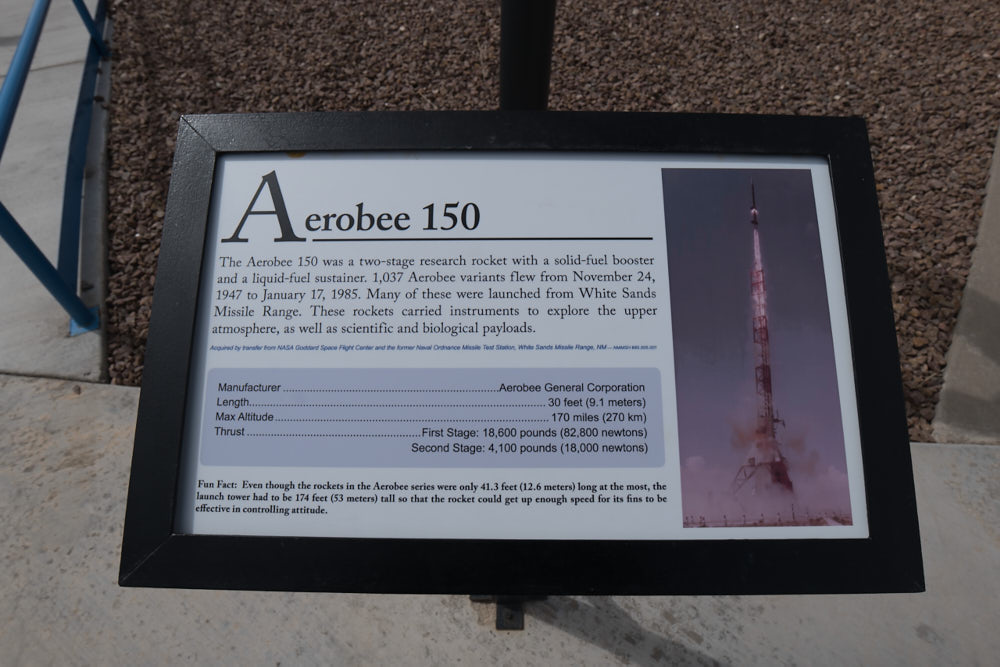 Aerobee 150
The Aerobee 150 was a two-stage research rocket with a solid-fuel booster
and a liquid-fuel sustainer. 1,037 Aerobee variants flew from November 24,
1947 to January 17, 1985. Many of these were launched from White Sands
Missile Range. These rockets carried instruments to explore the upper
atmosphere, as well as scientific and biological payloads.
Acquired by transfer from NASA Goddard Space Flight Center and the former Naval Ordnance Missile Test Station, White Sands Missile Range, NM —
Manufacturer ........ Aerobee General Corporation
Length ........ 30 feet (9.1 meters)
Max Altitude ........ 170 miles (270 km)
Thrust ........ First Stage: 18,600 pounds (82,800 newtons)
Second Stage: 4,100 pounds (18,000 newtons)
Fun Fact: Even though the rockets in the Aerobee series were only 41.3 feet (12.6 meters) long at the most, the
launch tower had to be 174 feet (53 meters) tall so that the rocket could get up enough speed for its fins to be
effective in controlling attitude.